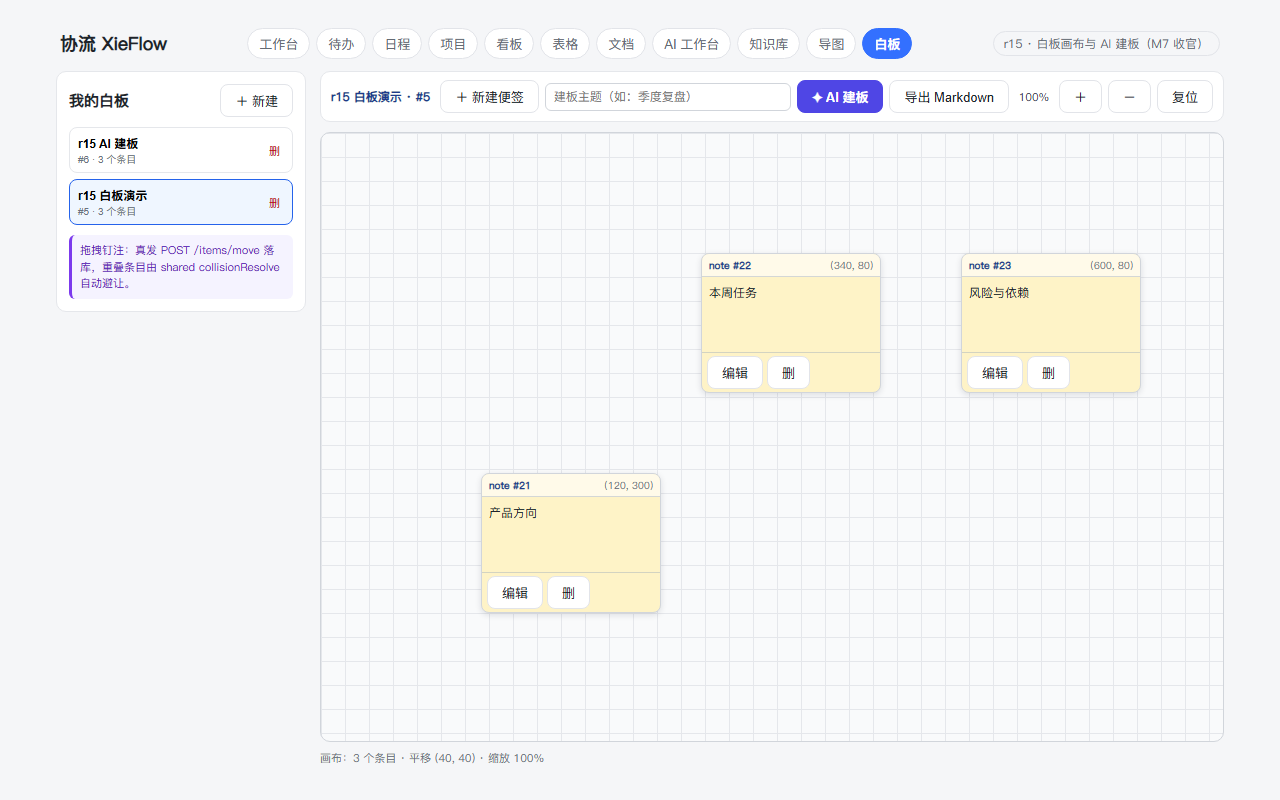 协流 XieFlow
工作台
待办
日程
项目
看板
表格
文档
AI 工作台
知识库
导图
白板
r15 · 白板画布与 AI 建板（M7 收官）
我的白板
＋ 新建
r15 AI 建板
#6 · 3 个条目
删
r15 白板演示
#5 · 3 个条目
删
拖拽钉注：真发 POST /items/move 落
库，重叠条目由 shared collisionResolve
自动避让。
r15 白板演示 · #5
＋ 新建便签
建板主题（如：季度复盘）
✦ AI 建板
导出 Markdown
100%
＋
－
复位
note #22
(340, 80)
本周任务
编辑
删
note #23
(600, 80)
风险与依赖
编辑
删
note #21
(120, 300)
产品方向
编辑
删
画布：3 个条目 · 平移 (40, 40) · 缩放 100%